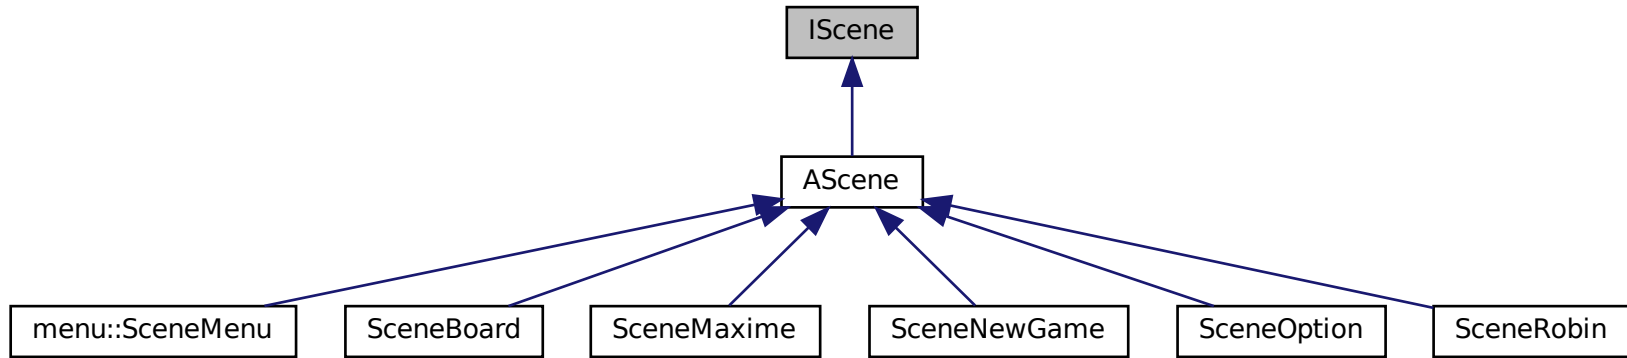 IScene
AScene
menu::SceneMenu
SceneBoard
SceneMaxime
SceneNewGame
SceneOption
SceneRobin